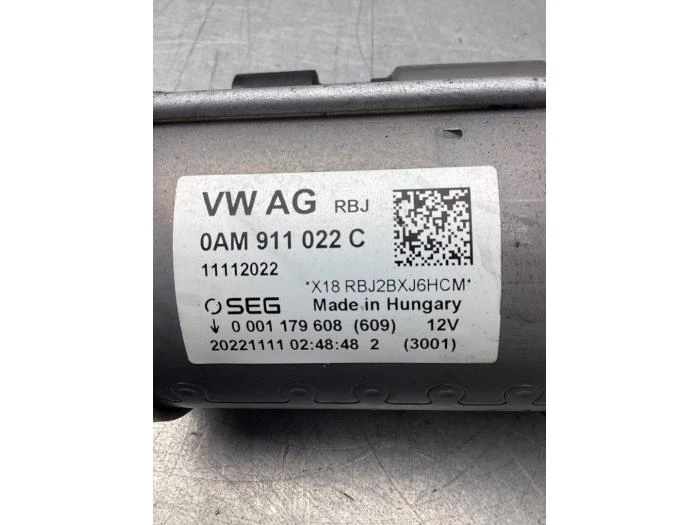 VW AG RBJ
0AM 911 022 C
11112022
*X18 RBJ2BXJ6HCM*
SEG Made in Hungary
0 001 179 608 (609) 12V
20221111 02:48:48 2 (3001)